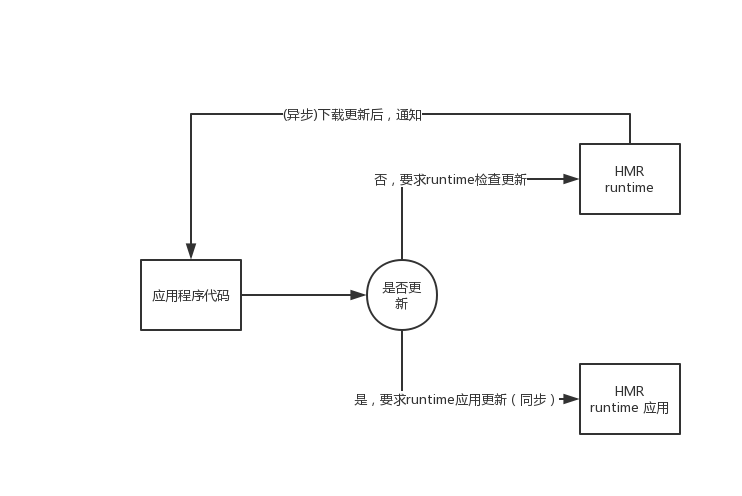 (异步)下载更新后，通知
否，要求runtime检查更新
HMR
runtime
应用程序代码
是否更
新
是，要求runtime应用更新（同步）
HMR
runtime 应用